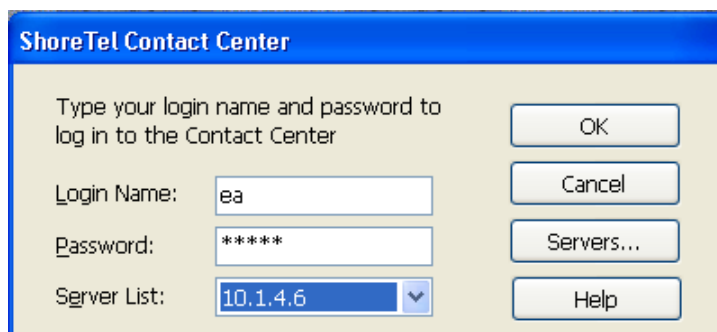 ShoreTel Contact Center
Type your login name and password to
log in to the Contact Center
Login Name: ea
Password: *****
Server List: 10.1.4.6
OK
Cancel
Servers...
Help